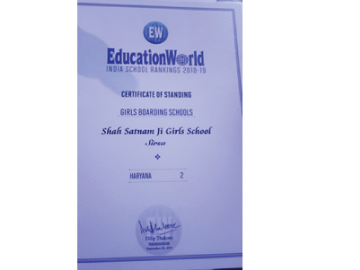 EW
EducationWorld
INDIA SCHOOL RANKINGS 2018-19
CERTIFICATE OF STANDING
GIRLS BOARDING SCHOOLS
Shah Satnam Ji Girls School
Sirsa
HARYANA 2